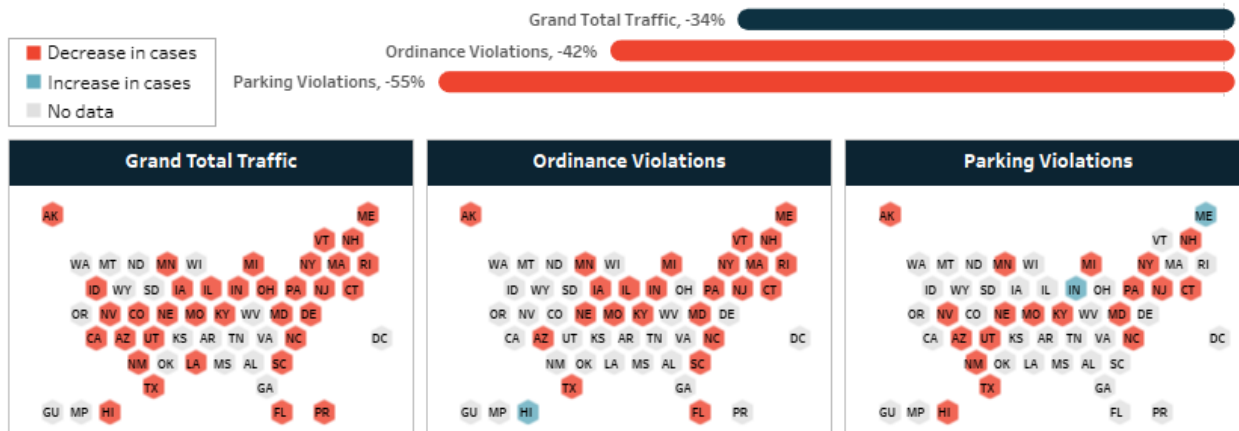 Grand Total Traffic, -34%
Decrease in cases
Ordinance Violations, -42%
Increase in cases
Parking Violations, -55%
No data
Grand Total Traffic
Ordinance Violations
Parking Violations
AK ME
VT NH
WA MT ND MN WI MI NY MA RI
ID WY SD IA IL IN OH PA NJ CT
OR NV CO NE MO KY WV MD DE
CA AZ UT KS AR TN VA NC DC
NM OK LA MS AL SC
TX GA
GU MP HI FL PR
AK ME
VT NH
WA MT ND MN WI MI NY MA RI
ID WY SD IA IL IN OH PA NJ CT
OR NV CO NE MO KY WV MD DE
CA AZ UT KS AR TN VA NC DC
NM OK LA MS AL SC
TX GA
GU MP HI FL PR
AK ME
VT NH
WA MT ND MN WI MI NY MA RI
ID WY SD IA IL IN OH PA NJ CT
OR NV CO NE MO KY WV MD DE
CA AZ UT KS AR TN VA NC DC
NM OK LA MS AL SC
TX GA
GU MP HI FL PR